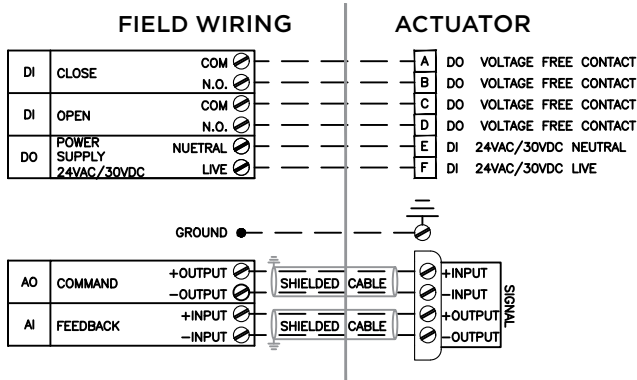 FIELD WIRING ACTUATOR
DI CLOSE COM A DO VOLTAGE FREE CONTACT
N.O. B DO VOLTAGE FREE CONTACT
DI OPEN COM C DO VOLTAGE FREE CONTACT
N.O. D DO VOLTAGE FREE CONTACT
DO POWER SUPPLY 24VAC/30VDC NUETRAL E DI 24VAC/30VDC NEUTRAL
LIVE F DI 24VAC/30VDC LIVE
GROUND
AO COMMAND +OUTPUT SHIELDED CABLE +INPUT
-OUTPUT -INPUT
AI FEEDBACK +INPUT SHIELDED CABLE +OUTPUT
-INPUT -OUTPUT
SIGNAL